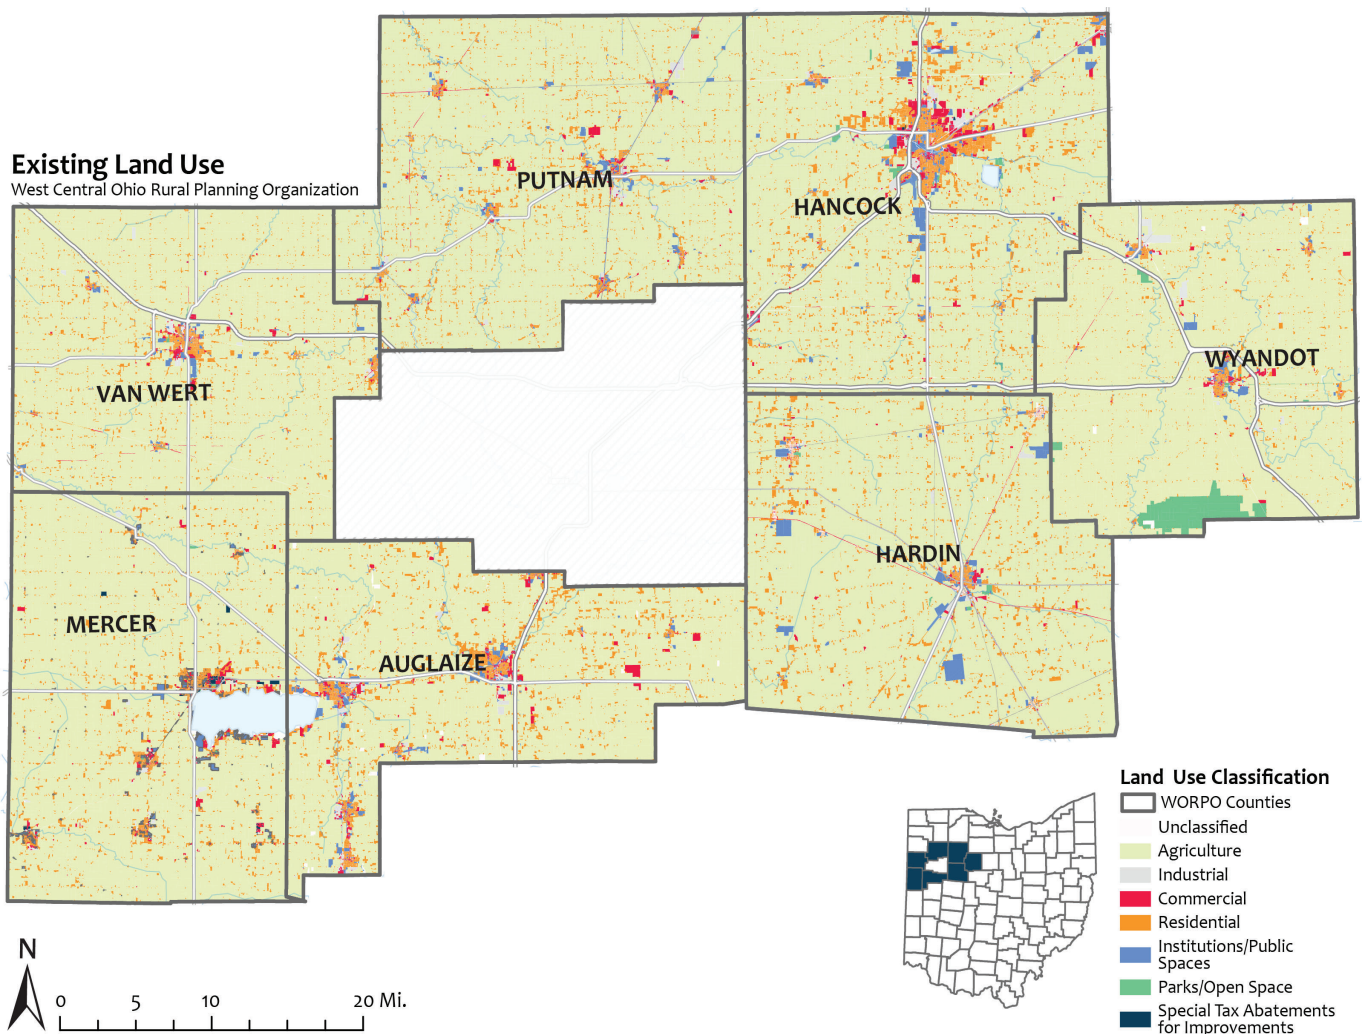 Existing Land Use
West Central Ohio Rural Planning Organization
PUTNAM
HANCOCK
VAN WERT
WYANDOT
HARDIN
MERCER
AUGLAIZE
N
0 5 10 20 Mi.
Land Use Classification
WORPO Counties
Unclassified
Agriculture
Industrial
Commercial
Residential
Institutions/Public
Spaces
Parks/Open Space
Special Tax Abatements
for Improvements